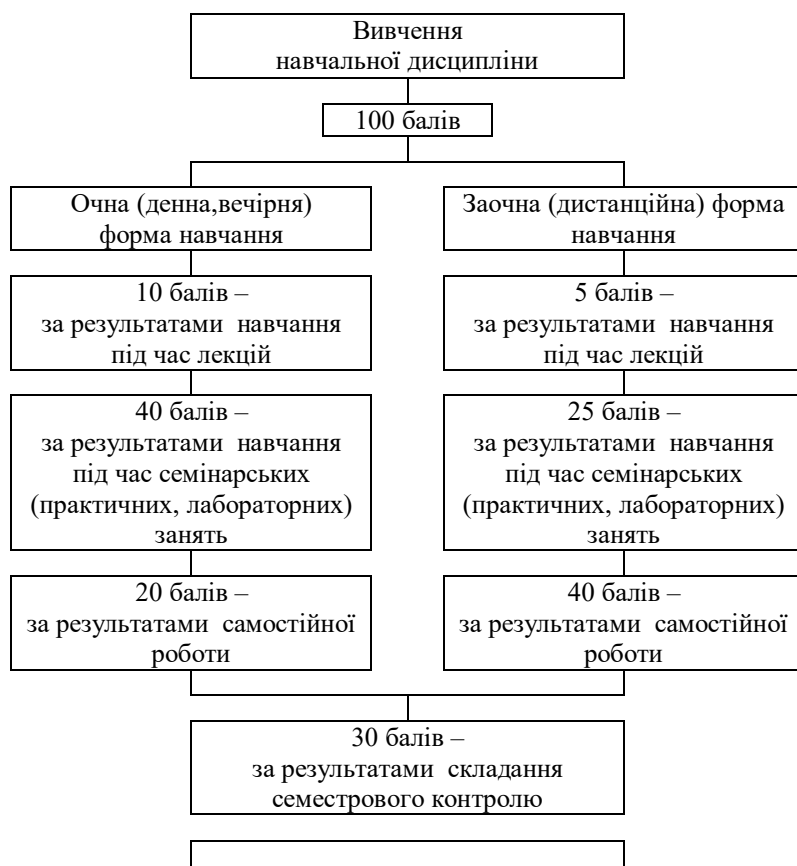 Вивчення
навчальної дисципліни
100 балів
Очна (денна,вечірня)
форма навчання
Заочна (дистанційна) форма
навчання
10 балів –
за результатами навчання
під час лекцій
5 балів –
за результатами навчання
під час лекцій
40 балів –
за результатами навчання
під час семінарських
(практичних, лабораторних)
занять
25 балів –
за результатами навчання
під час семінарських
(практичних, лабораторних)
занять
20 балів –
за результатами самостійної
роботи
40 балів –
за результатами самостійної
роботи
30 балів –
за результатами складання
семестрового контролю